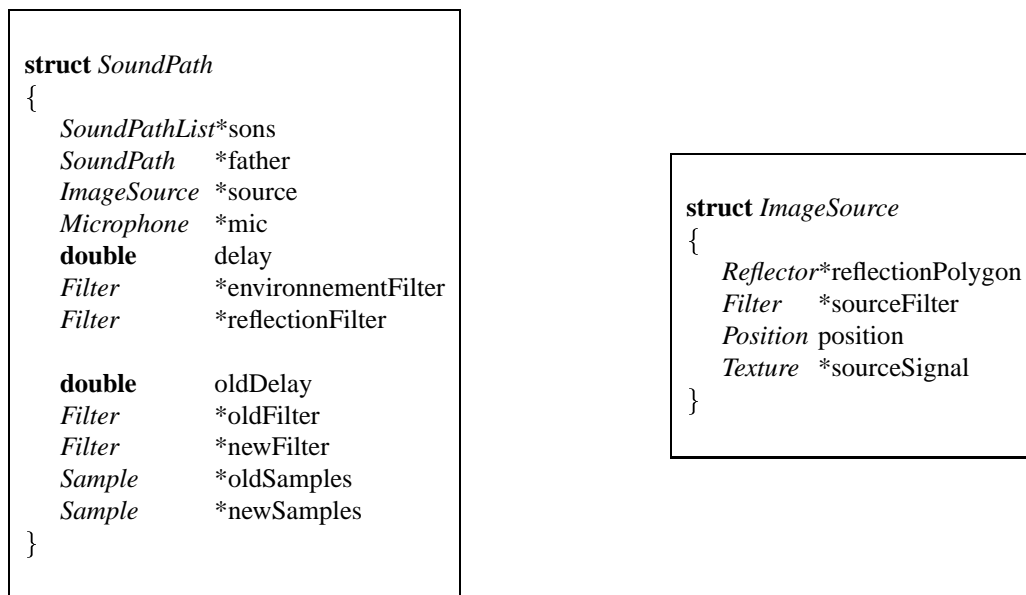 struct SoundPath
{
SoundPathList*sons
SoundPath *father
ImageSource *source
Microphone *mic
double delay
Filter *environnementFilter
Filter *reflectionFilter
double oldDelay
Filter *oldFilter
Filter *newFilter
Sample *oldSamples
Sample *newSamples
}
struct ImageSource
{
Reflector*reflectionPolygon
Filter *sourceFilter
Position position
Texture *sourceSignal
}